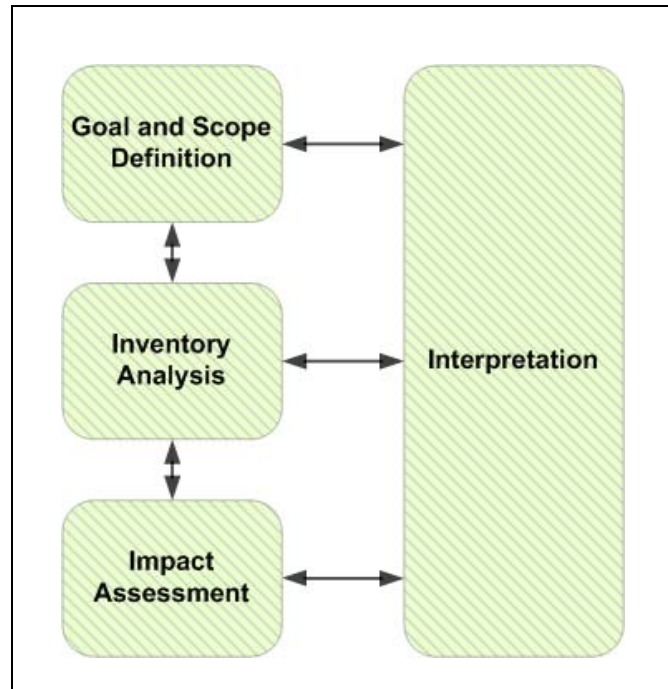 Goal and Scope
Definition
Inventory
Analysis
Interpretation
Impact
Assessment